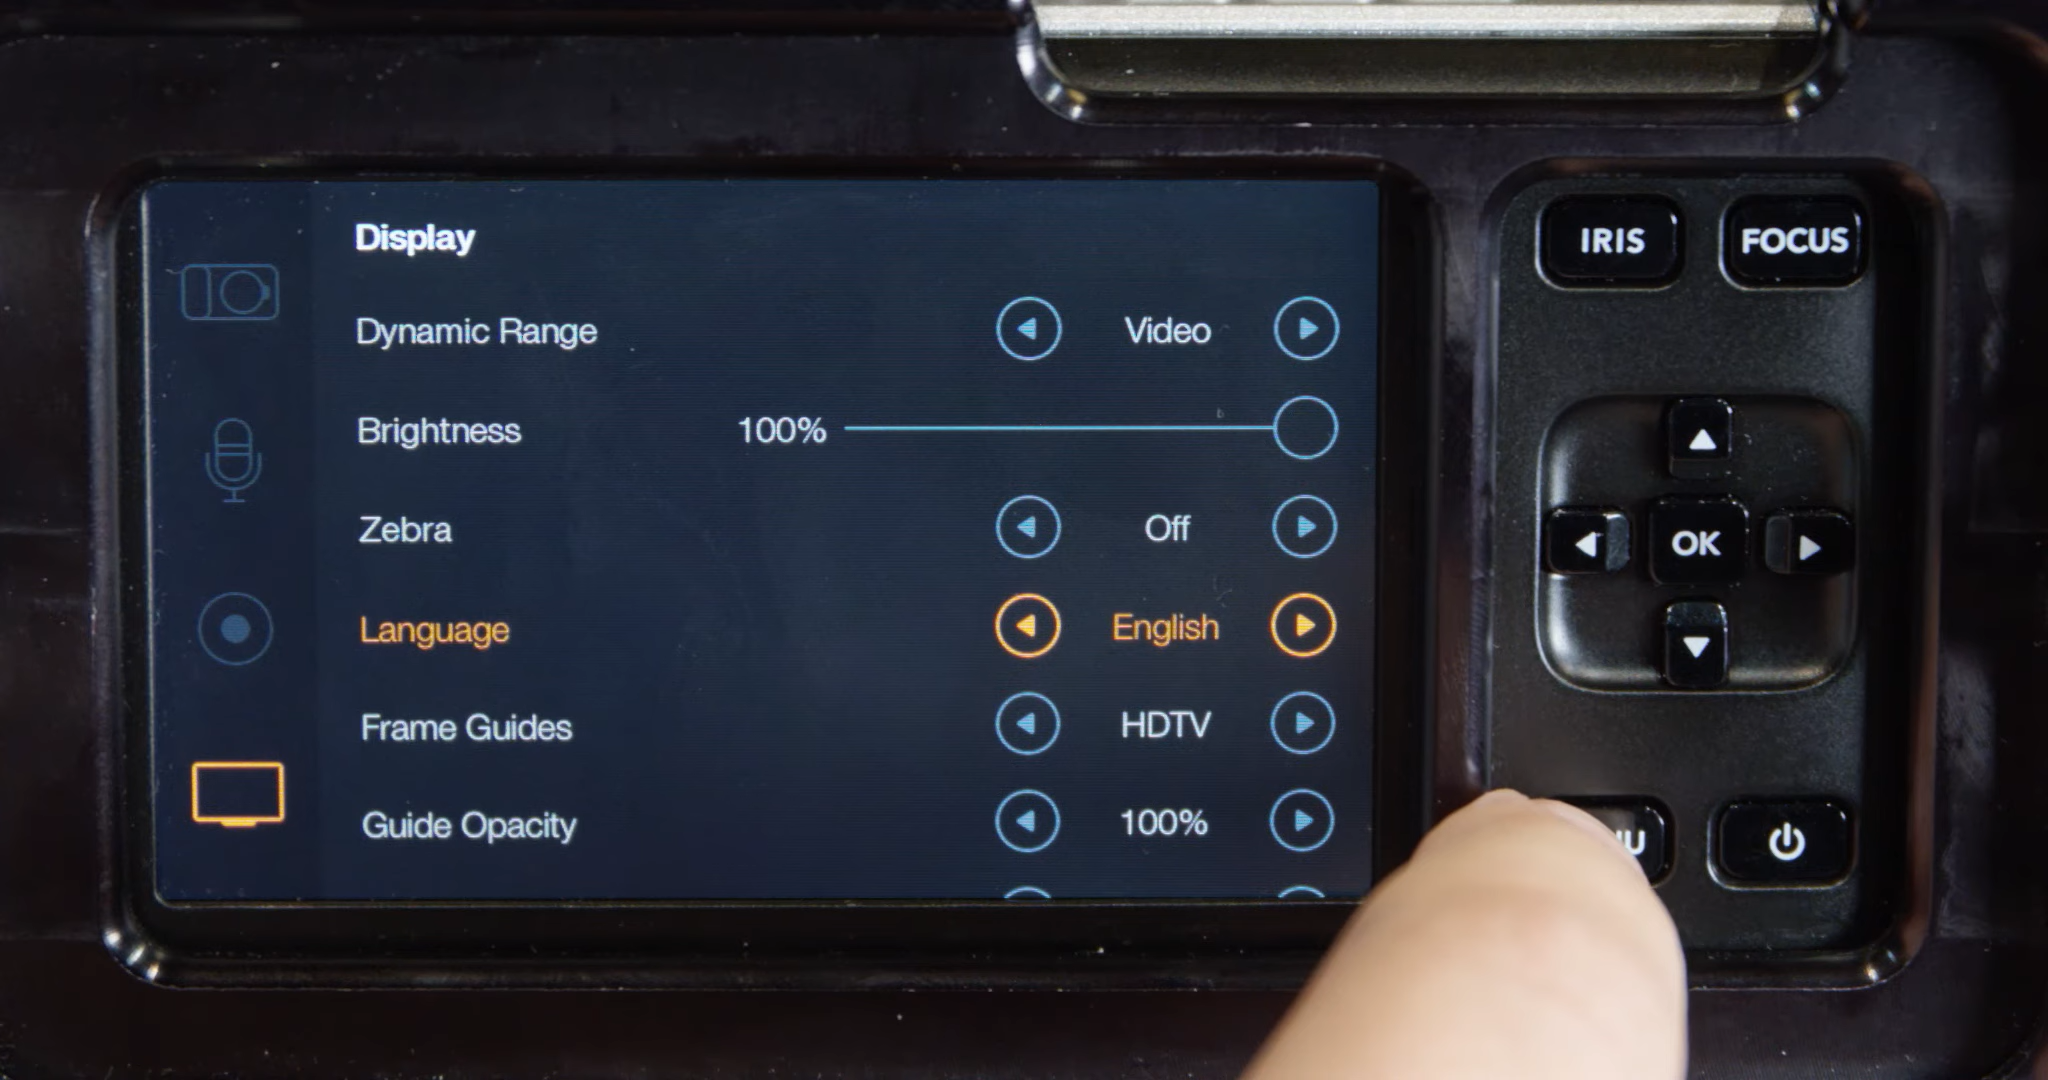 Display
Dynamic Range Video
Brightness 100%
Zebra Off
Language English
Frame Guides HDTV
Guide Opacity 100%
IRIS FOCUS
OK